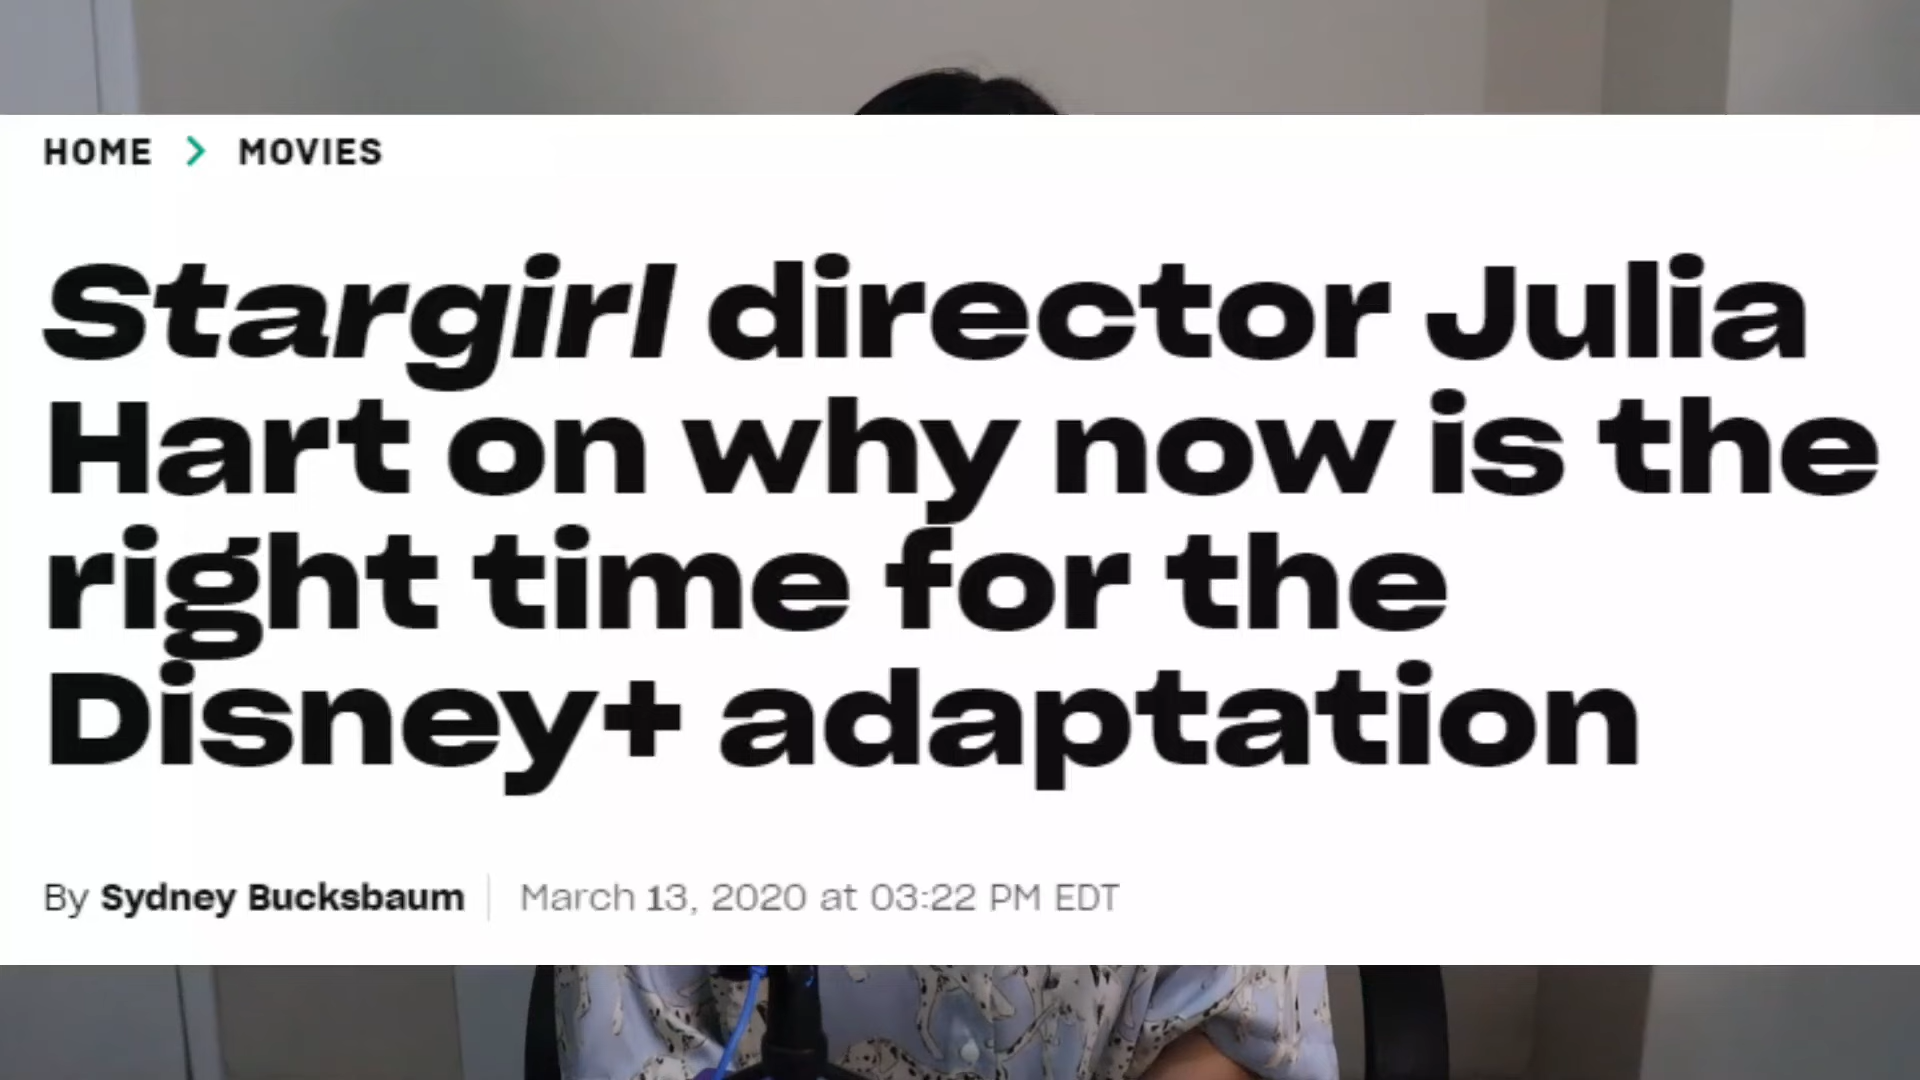 HOME > MOVIES
Stargirl director Julia
Hart on why now is the
right time for the
Disney+ adaptation
By Sydney Bucksbaum | March 13, 2020 at 03:22 PM EDT